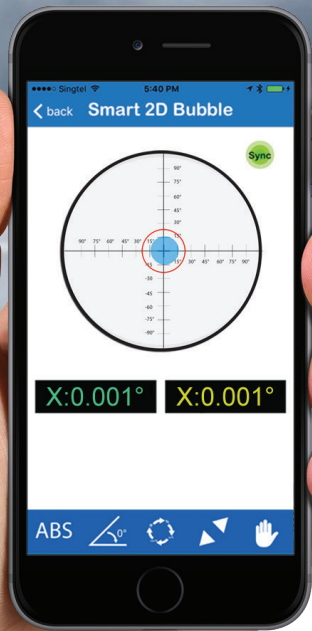 Singtel 5:40 PM
back Smart 2D Bubble
Sync
90°
75°
60°
45°
30°
15°
90° 75° 60° 45° 30° 15° 15° 30° 45° 60° 75° 90°
-15
-30
-45
-60
-75°
-90°
X:0.001° X:0.001°
ABS 0°